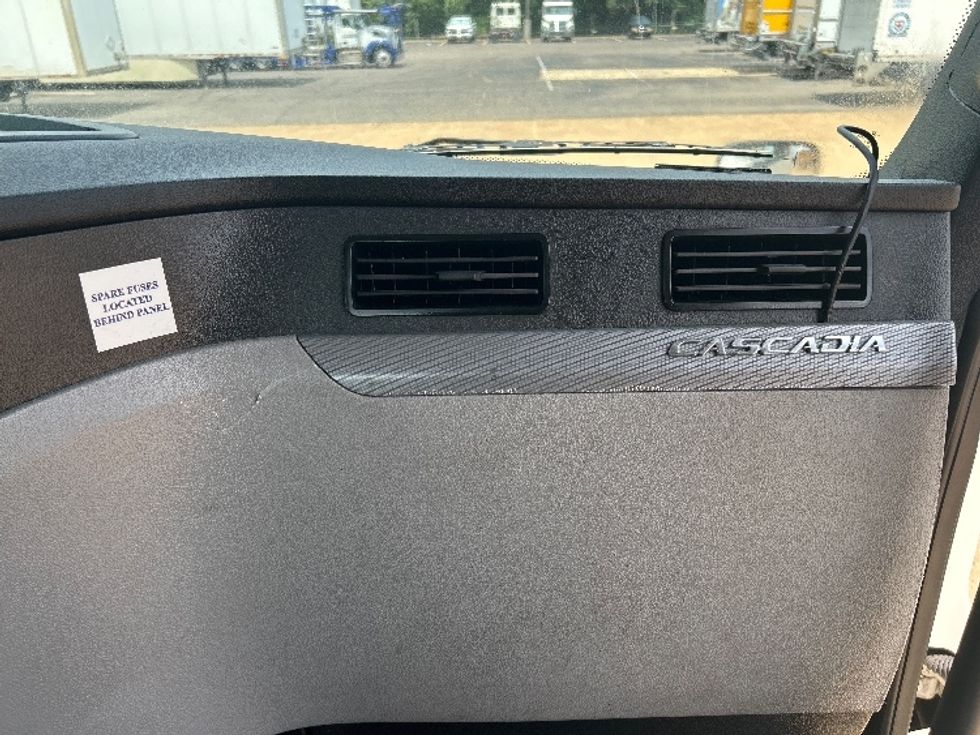 SPARE FUSES
LOCATED
BEHIND PANEL
CASCADIA